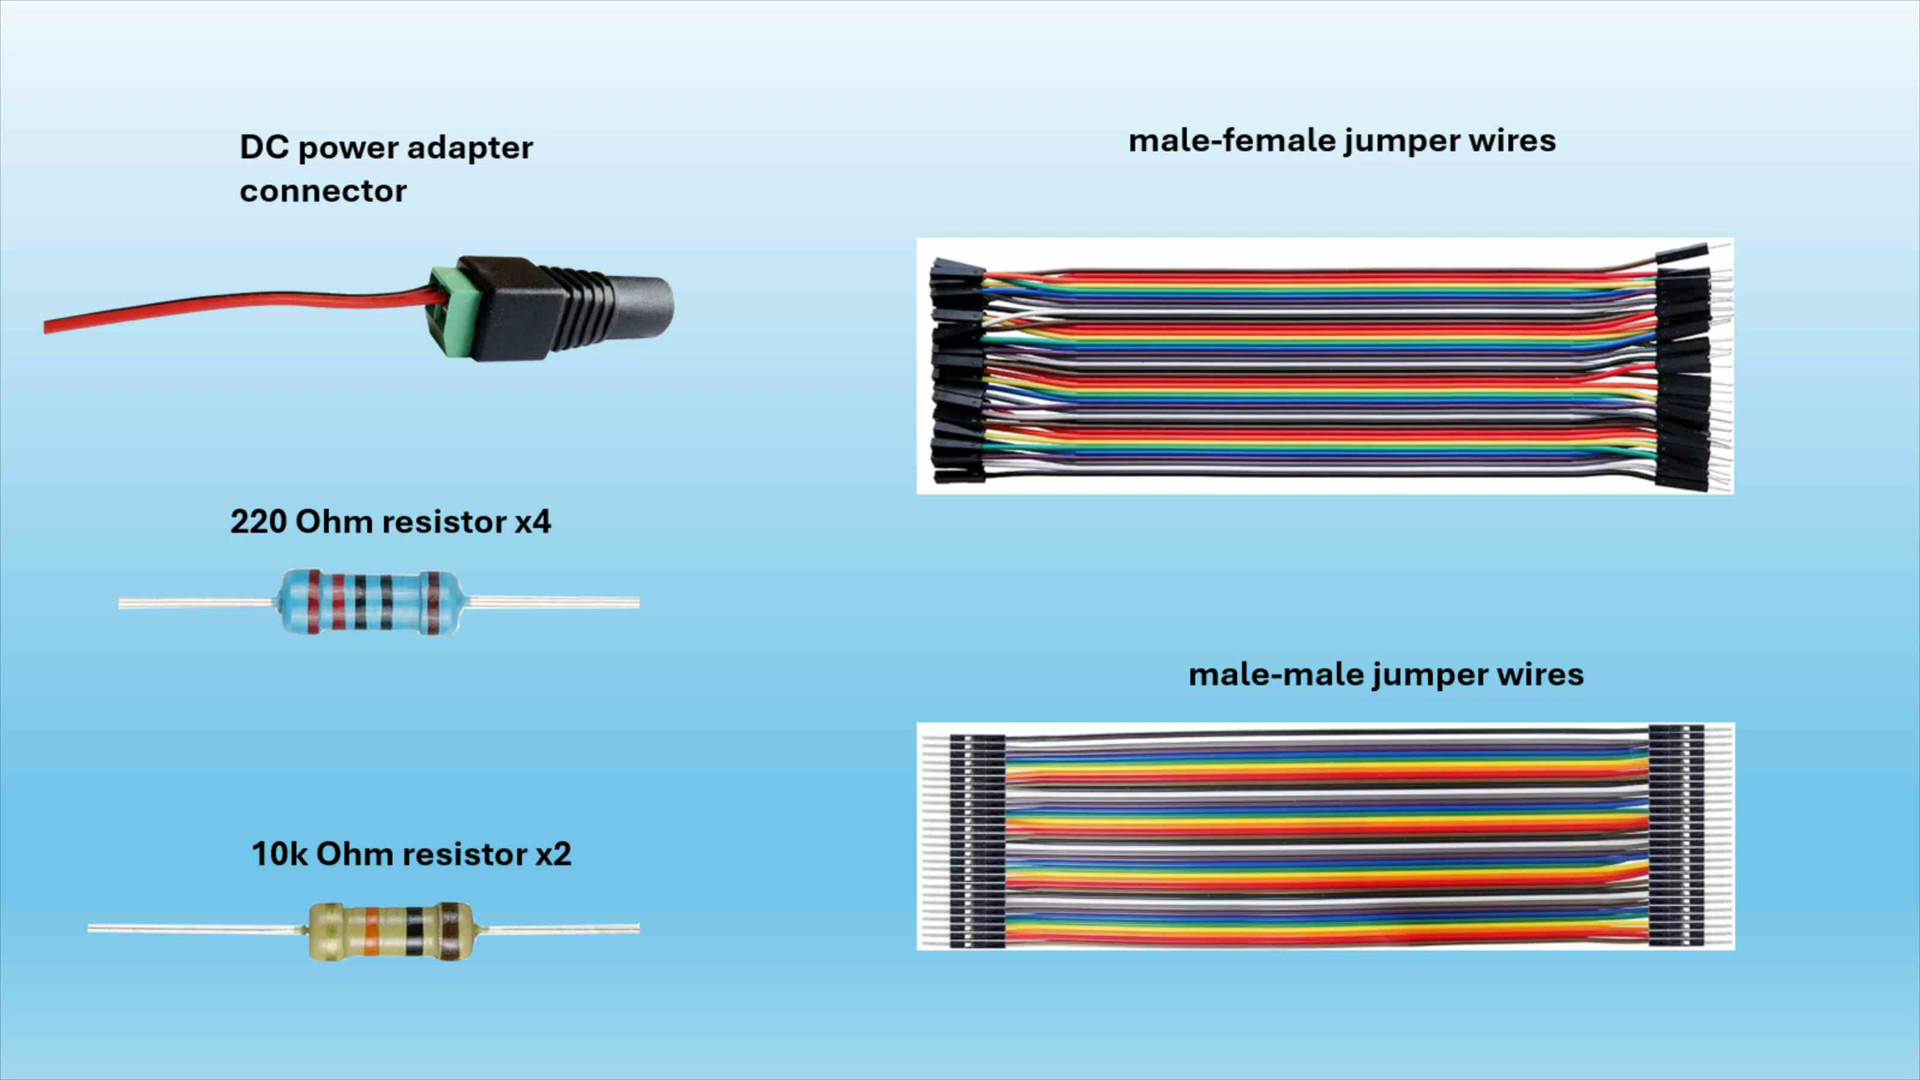 DC power adapter
connector
male-female jumper wires
220 Ohm resistor x4
male-male jumper wires
10k Ohm resistor x2